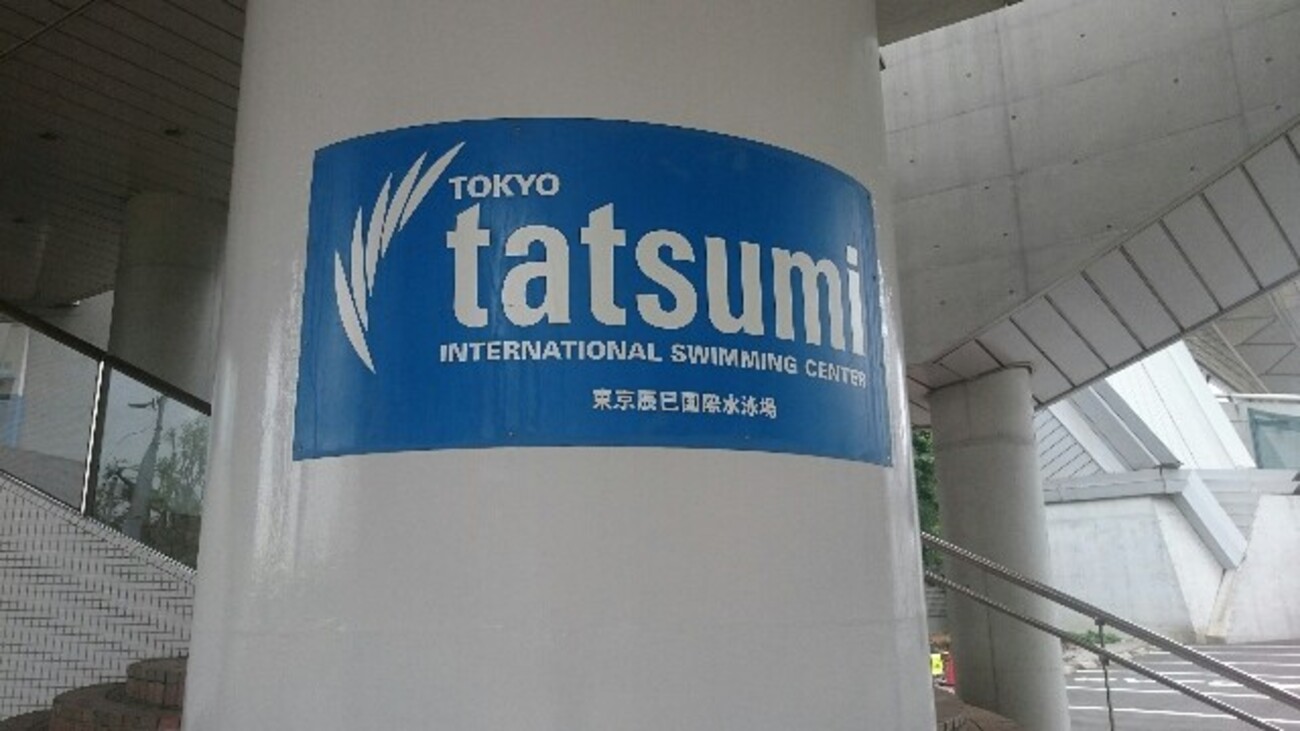 TOKYO
tatsumi
INTERNATIONAL SWIMMING CENTER
東京辰巳国際水泳場